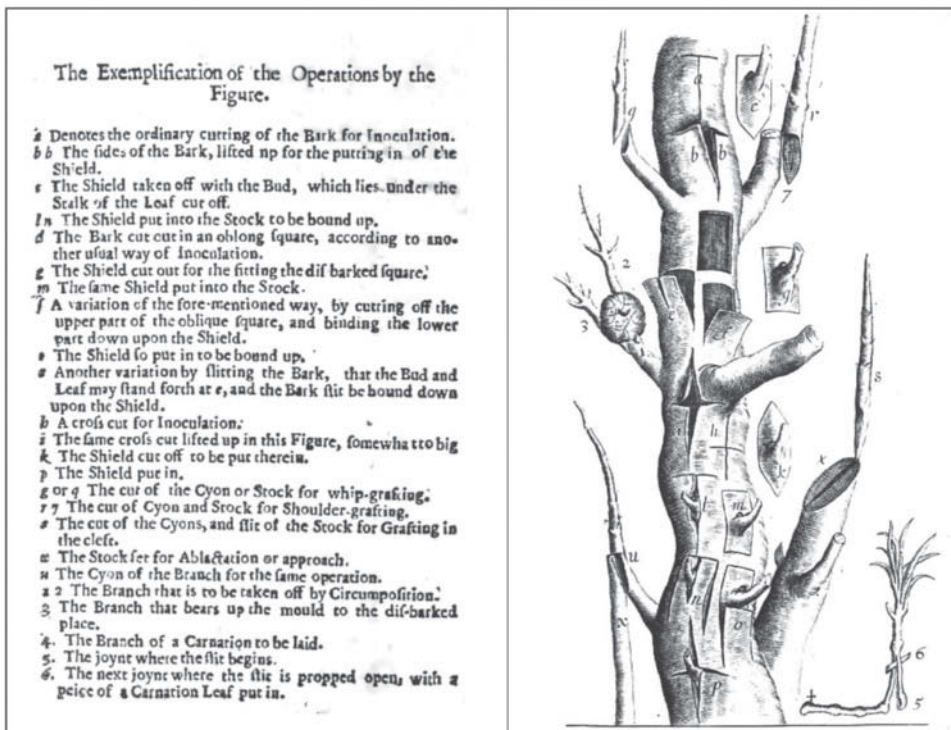 The Exemplification of the Operations by the
Figure.
a Denotes the ordinary cutting of the Bark for Inoculation.
b b The ſides of the Bark, lifted np for the putting in of the
Shield.
c The Shield taken off with the Bud, which lies under the
Stalk of the Leaf cut off.
ln The Shield put into the Stock to be bound up.
d The Bark cut cut in an oblong ſquare, according to ano-
ther uſual way of Inoculation.
g The Shield cut out for the fitting the diſ barked ſquare.
m The ſame Shield put into the Stock.
f A variation of the fore-mentioned way, by cutting off the
upper part of the oblique ſquare, and binding the lower
part down upon the Shield.
The Shield ſo put in to be bound up.
Another variation by ſlitting the Bark, that the Bud and
Leaf may ſtand forth at e, and the Bark ſlit be bound down
upon the Shield.
h A croſs cut for Inoculation.
i The ſame croſs cut lifted up in this Figure, ſomewhat to big
k The Shield cut off to be put therein.
p The Shield put in.
g or q The cut of the Cyon or Stock for whip-grafting.
r 7 The cut of Cyon and Stock for Shoulder-grafting.
s The cut of the Cyons, and ſlit of the Stock for Grafting in
the cleft.
æ The Stock ſet for Ablactation or approach.
u The Cyon of the Branch for the ſame operation.
2 The Branch that is to be taken off by Circumpoſition.
3 The Branch that bears up the mould to the diſ-barked
place.
4. The Branch of a Carnation to be laid.
5. The joynt where the ſlit begins.
6. The next joynt where the ſlit is propped open, with a
peice of a Carnation Leaf put in.
a
c
q
r
b b
7
2
g
3
8
h
k
x
l
m
u
n
o
z
x
6
p
5